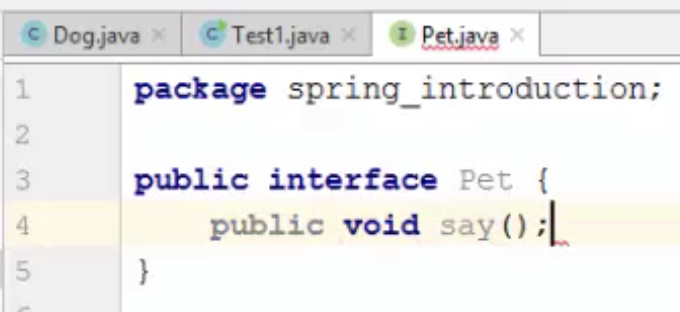 Dog.java Test1.java Pet.java
1 package spring_introduction;
2
3 public interface Pet {
4 public void say();
5 }